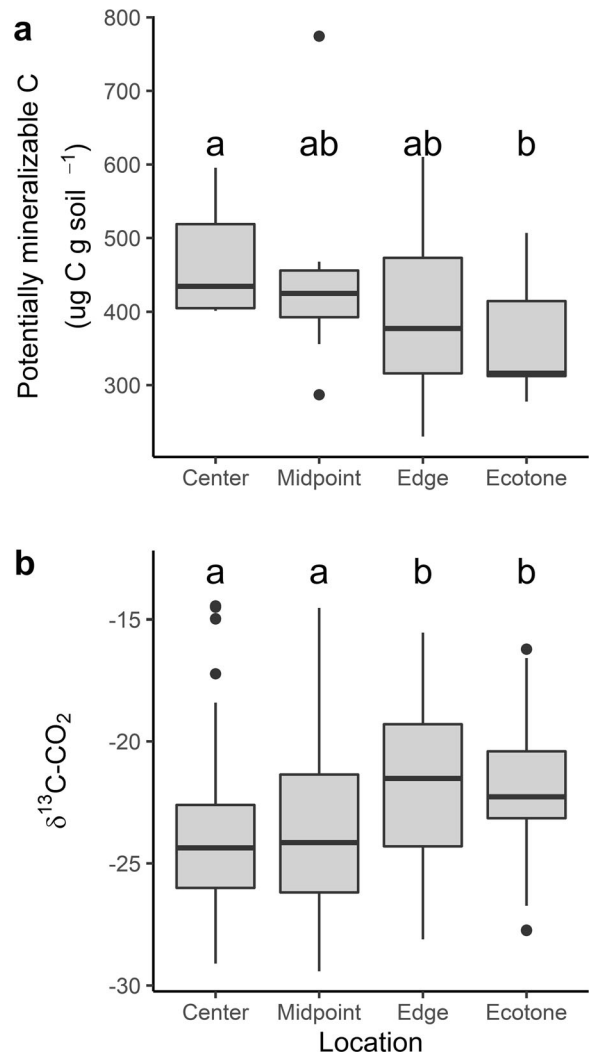 a
Potentially mineralizable C
(ug C g soil ⁻¹)
800
700
600
500
400
300
a ab ab b
Center Midpoint Edge Ecotone
b
δ¹³C-CO₂
-15
-20
-25
-30
a a b b
Center Midpoint Edge Ecotone
Location